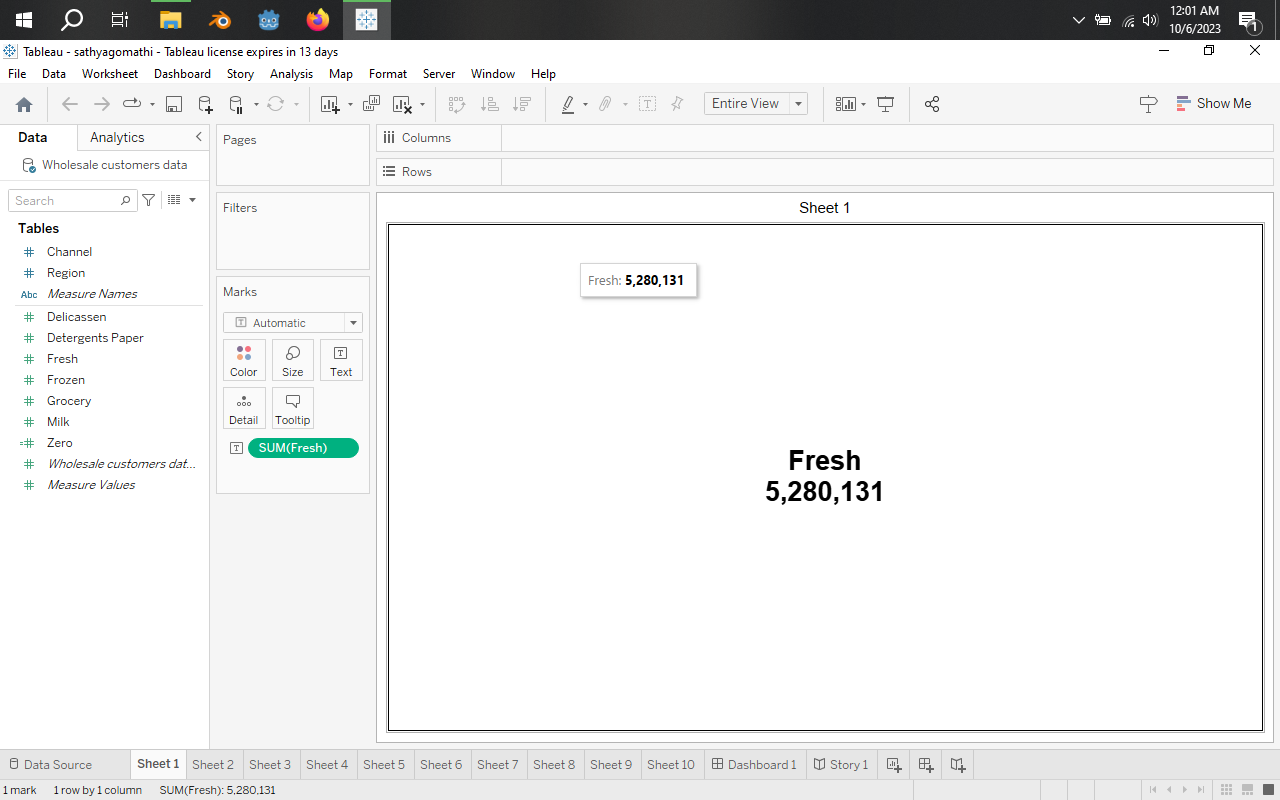 12:01 AM
10/6/2023
1
Tableau - sathyagomathi - Tableau license expires in 13 days
File Data Worksheet Dashboard Story Analysis Map Format Server Window Help
Entire View
Show Me
Data Analytics
Wholesale customers data
Search
Tables
Channel
Region
Abc Measure Names
Delicassen
Detergents Paper
Fresh
Frozen
Grocery
Milk
Zero
Wholesale customers dat...
Measure Values
Pages
Filters
Marks
T Automatic
Color Size Text
Detail Tooltip
T SUM(Fresh)
Columns
Rows
Sheet 1
Fresh: 5,280,131
Fresh
5,280,131
Data Source Sheet 1 Sheet 2 Sheet 3 Sheet 4 Sheet 5 Sheet 6 Sheet 7 Sheet 8 Sheet 9 Sheet 10 Dashboard 1 Story 1
1 mark 1 row by 1 column SUM(Fresh): 5,280,131